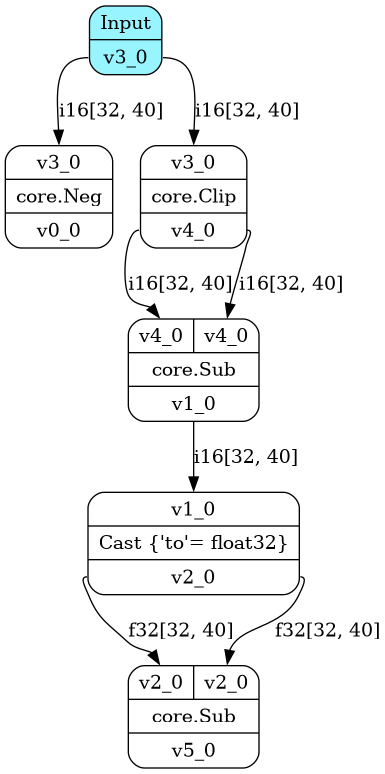 Input
v3_0
i16[32, 40]
i16[32, 40]
v3_0
core.Neg
v0_0
v3_0
core.Clip
v4_0
i16[32, 40]
i16[32, 40]
v4_0
v4_0
core.Sub
v1_0
i16[32, 40]
v1_0
Cast {'to'= float32}
v2_0
f32[32, 40]
f32[32, 40]
v2_0
v2_0
core.Sub
v5_0